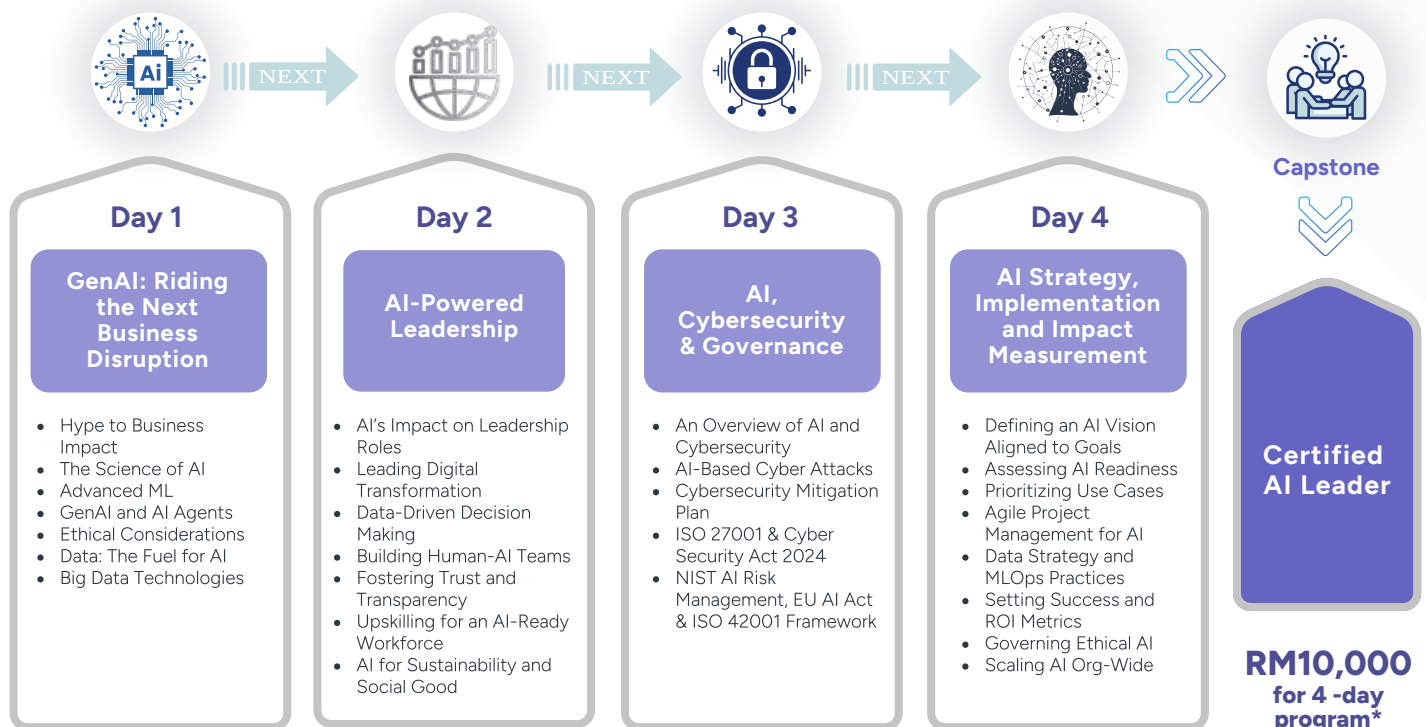 Ai
NEXT
NEXT
NEXT
Capstone
Day 1
GenAI: Riding
the Next
Business
Disruption
• Hype to Business
Impact
• The Science of AI
• Advanced ML
• GenAI and AI Agents
• Ethical Considerations
• Data: The Fuel for AI
• Big Data Technologies
Day 2
AI-Powered
Leadership
• AI's Impact on Leadership
Roles
• Leading Digital
Transformation
• Data-Driven Decision
Making
• Building Human-AI Teams
• Fostering Trust and
Transparency
• Upskilling for an AI-Ready
Workforce
• AI for Sustainability and
Social Good
Day 3
AI,
Cybersecurity
& Governance
• An Overview of AI and
Cybersecurity
• AI-Based Cyber Attacks
• Cybersecurity Mitigation
Plan
• ISO 27001 & Cyber
Security Act 2024
• NIST AI Risk
Management, EU AI Act
& ISO 42001 Framework
Day 4
AI Strategy,
Implementation
and Impact
Measurement
• Defining an AI Vision
Aligned to Goals
• Assessing AI Readiness
• Prioritizing Use Cases
• Agile Project
Management for AI
• Data Strategy and
MLOps Practices
• Setting Success and
ROI Metrics
• Governing Ethical AI
• Scaling AI Org-Wide
Certified
AI Leader
RM10,000
for 4 -day
program*